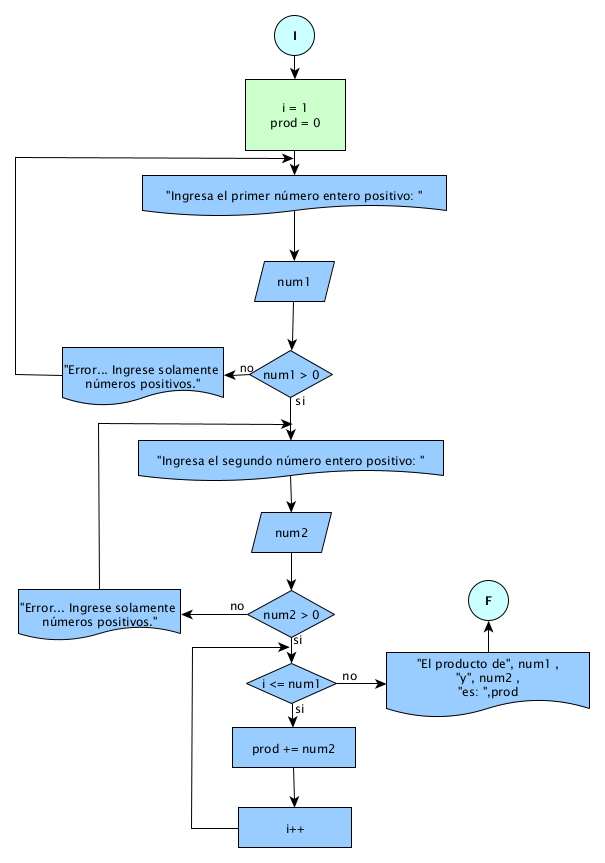 I
i = 1
prod = 0
"Ingresa el primer número entero positivo: "
num1
"Error... Ingrese solamente
números positivos."
no
num1 > 0
si
"Ingresa el segundo número entero positivo: "
num2
"Error... Ingrese solamente
números positivos."
no
num2 > 0
si
F
i <= num1
no
"El producto de", num1 ,
"y", num2 ,
"es: ",prod
si
prod += num2
i++